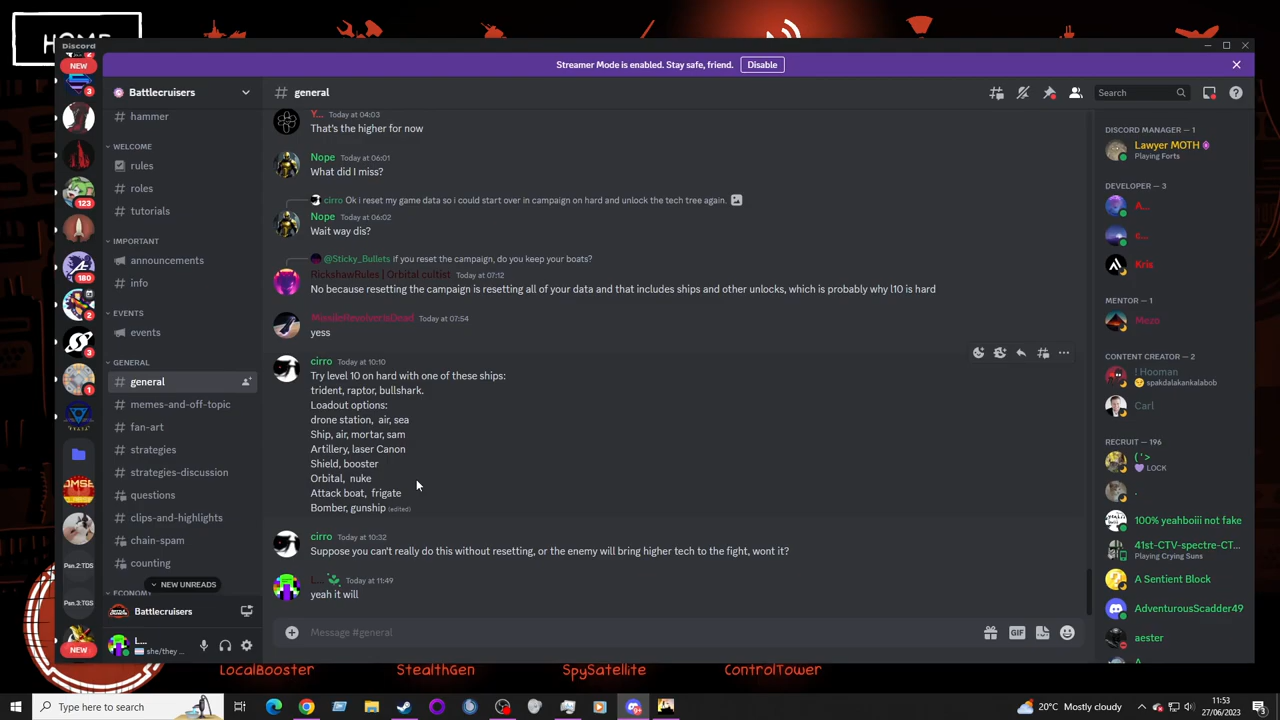 HOME
Discord
Streamer Mode is enabled. Stay safe, friend.
Disable
NEW
2
3
123
180
2
3
1
Psn.2:TDS
Psn.3:TGS
NEW
Battlecruisers
hammer
WELCOME
rules
roles
tutorials
IMPORTANT
announcements
info
EVENTS
events
GENERAL
general
memes-and-off-topic
fan-art
strategies
strategies-discussion
questions
clips-and-highlights
chain-spam
counting
NEW UNREADS
ECONOMY
Battlecruisers
L...
she/they ...
general
Search
Y... Today at 04:03
That's the higher for now
Nope Today at 06:01
What did I miss?
cirro Ok i reset my game data so i could start over in campaign on hard and unlock the tech tree again.
Nope Today at 06:02
Wait way dis?
@Sticky_Bullets If you reset the campaign, do you keep your boats?
RickshawRules | Orbital cultist Today at 07:12
No because resetting the campaign is resetting all of your data and that includes ships and other unlocks, which is probably why l10 is hard
MissileRevolverIsDead Today at 07:54
yess
cirro Today at 10:10
Try level 10 on hard with one of these ships:
trident, raptor, bullshark.
Loadout options:
drone station, air, sea
Ship, air, mortar, sam
Artillery, laser Canon
Shield, booster
Orbital, nuke
Attack boat, frigate
Bomber, gunship (edited)
cirro Today at 10:32
Suppose you can't really do this without resetting, or the enemy will bring higher tech to the fight, wont it?
L... Today at 11:49
yeah it will
Message #general
GIF
DISCORD MANAGER — 1
Lawyer MOTH
Playing Forts
DEVELOPER — 3
A...
c...
Kris
MENTOR — 1
Mezo
CONTENT CREATOR — 2
! Hooman
spakdalakankalabob
Carl
RECRUIT — 196
( ' >
LOCK
.
100% yeahboiii not fake
41st-CTV-spectre-CT...
Playing Crying Suns
A Sentient Block
AdventurousScadder49
aester
LocalBooster
StealthGen
SpySatellite
ControlTower
Type here to search
20°C Mostly cloudy
11:53
27/06/2023